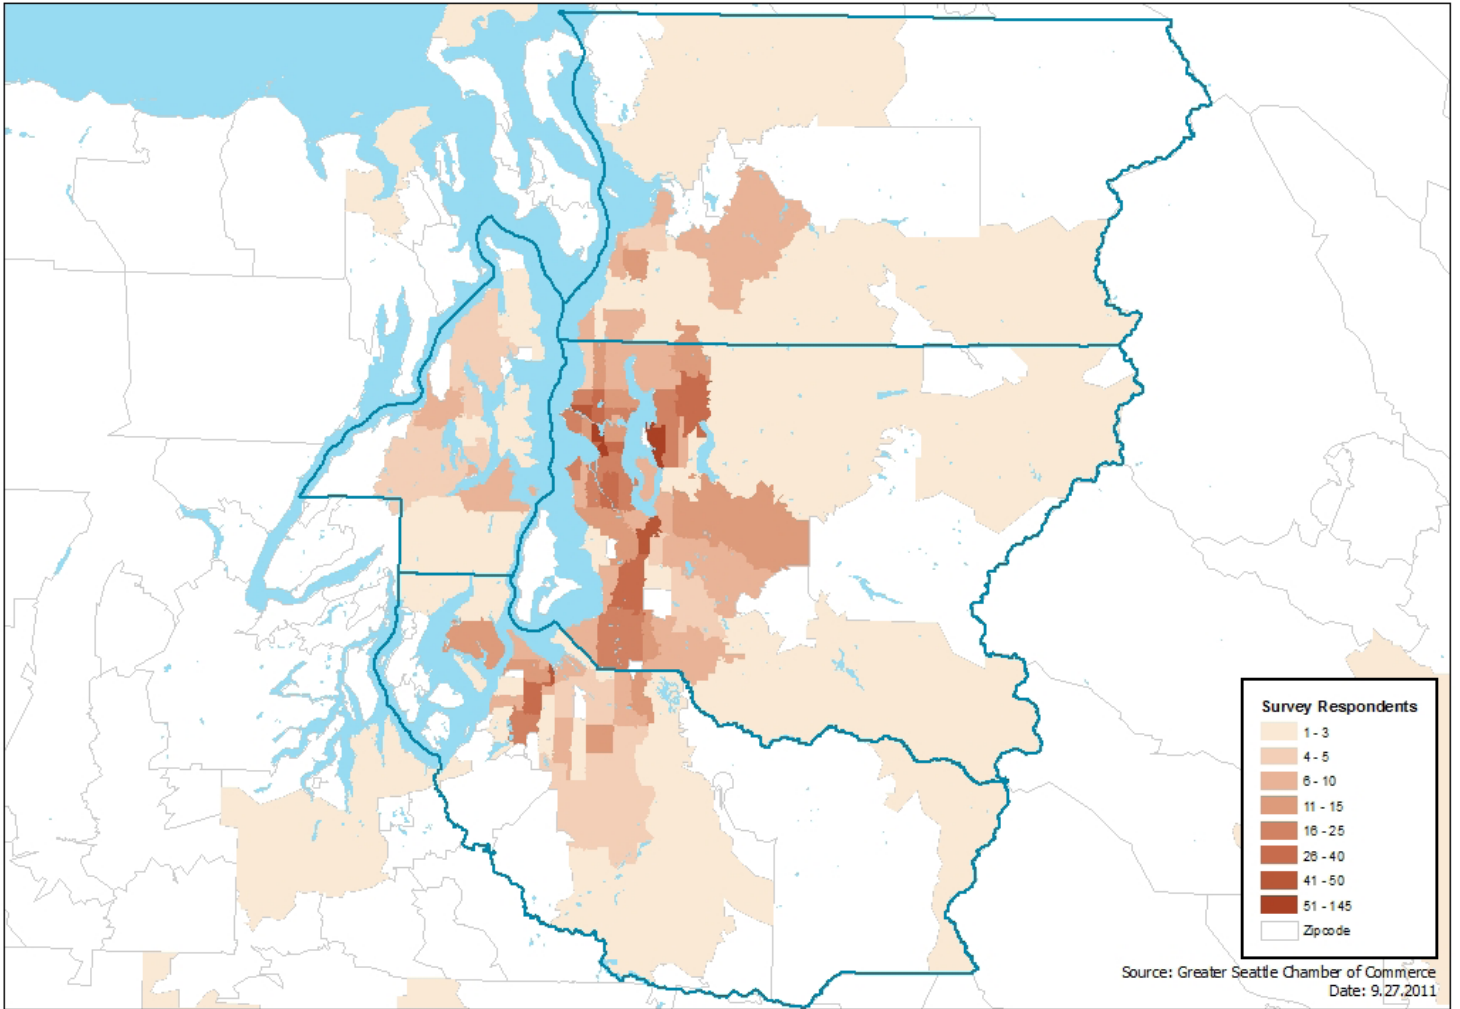 Survey Respondents
1 - 3
4 - 5
6 - 10
11 - 15
16 - 25
26 - 40
41 - 50
51 - 145
Zipcode
Source: Greater Seattle Chamber of Commerce
Date: 9.27.2011